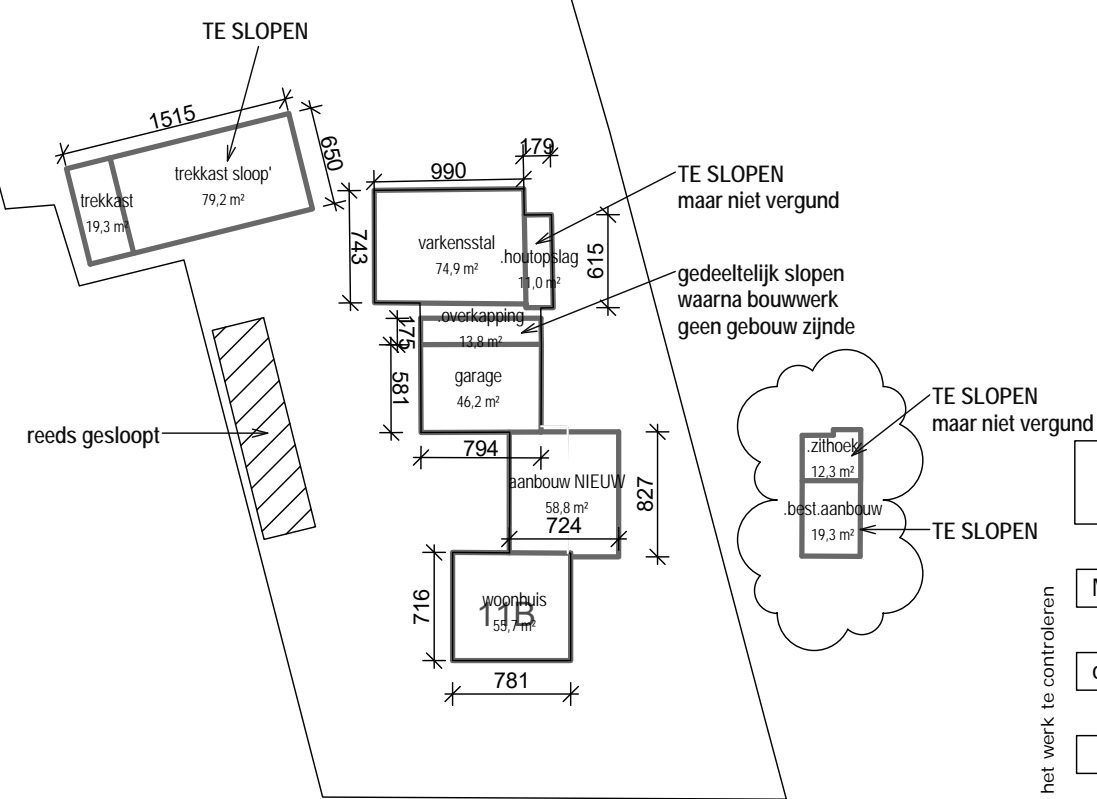 TE SLOPEN
1515
650
trekkast sloop'
79,2 m²
trekkast
19,3 m²
990
179
743
varkensstal
74,9 m²
.houtopslag
11,0 m²
615
TE SLOPEN
maar niet vergund
gedeeltelijk slopen
waarna bouwwerk
geen gebouw zijnde
.overkapping
13,8 m²
175
garage
46,2 m²
581
794
reeds gesloopt
aanbouw NIEUW
58,8 m²
724
827
woonhuis
11B
55,7 m²
716
781
TE SLOPEN
maar niet vergund
.zithoek
12,3 m²
.best.aanbouw
19,3 m²
TE SLOPEN
het werk te controleren